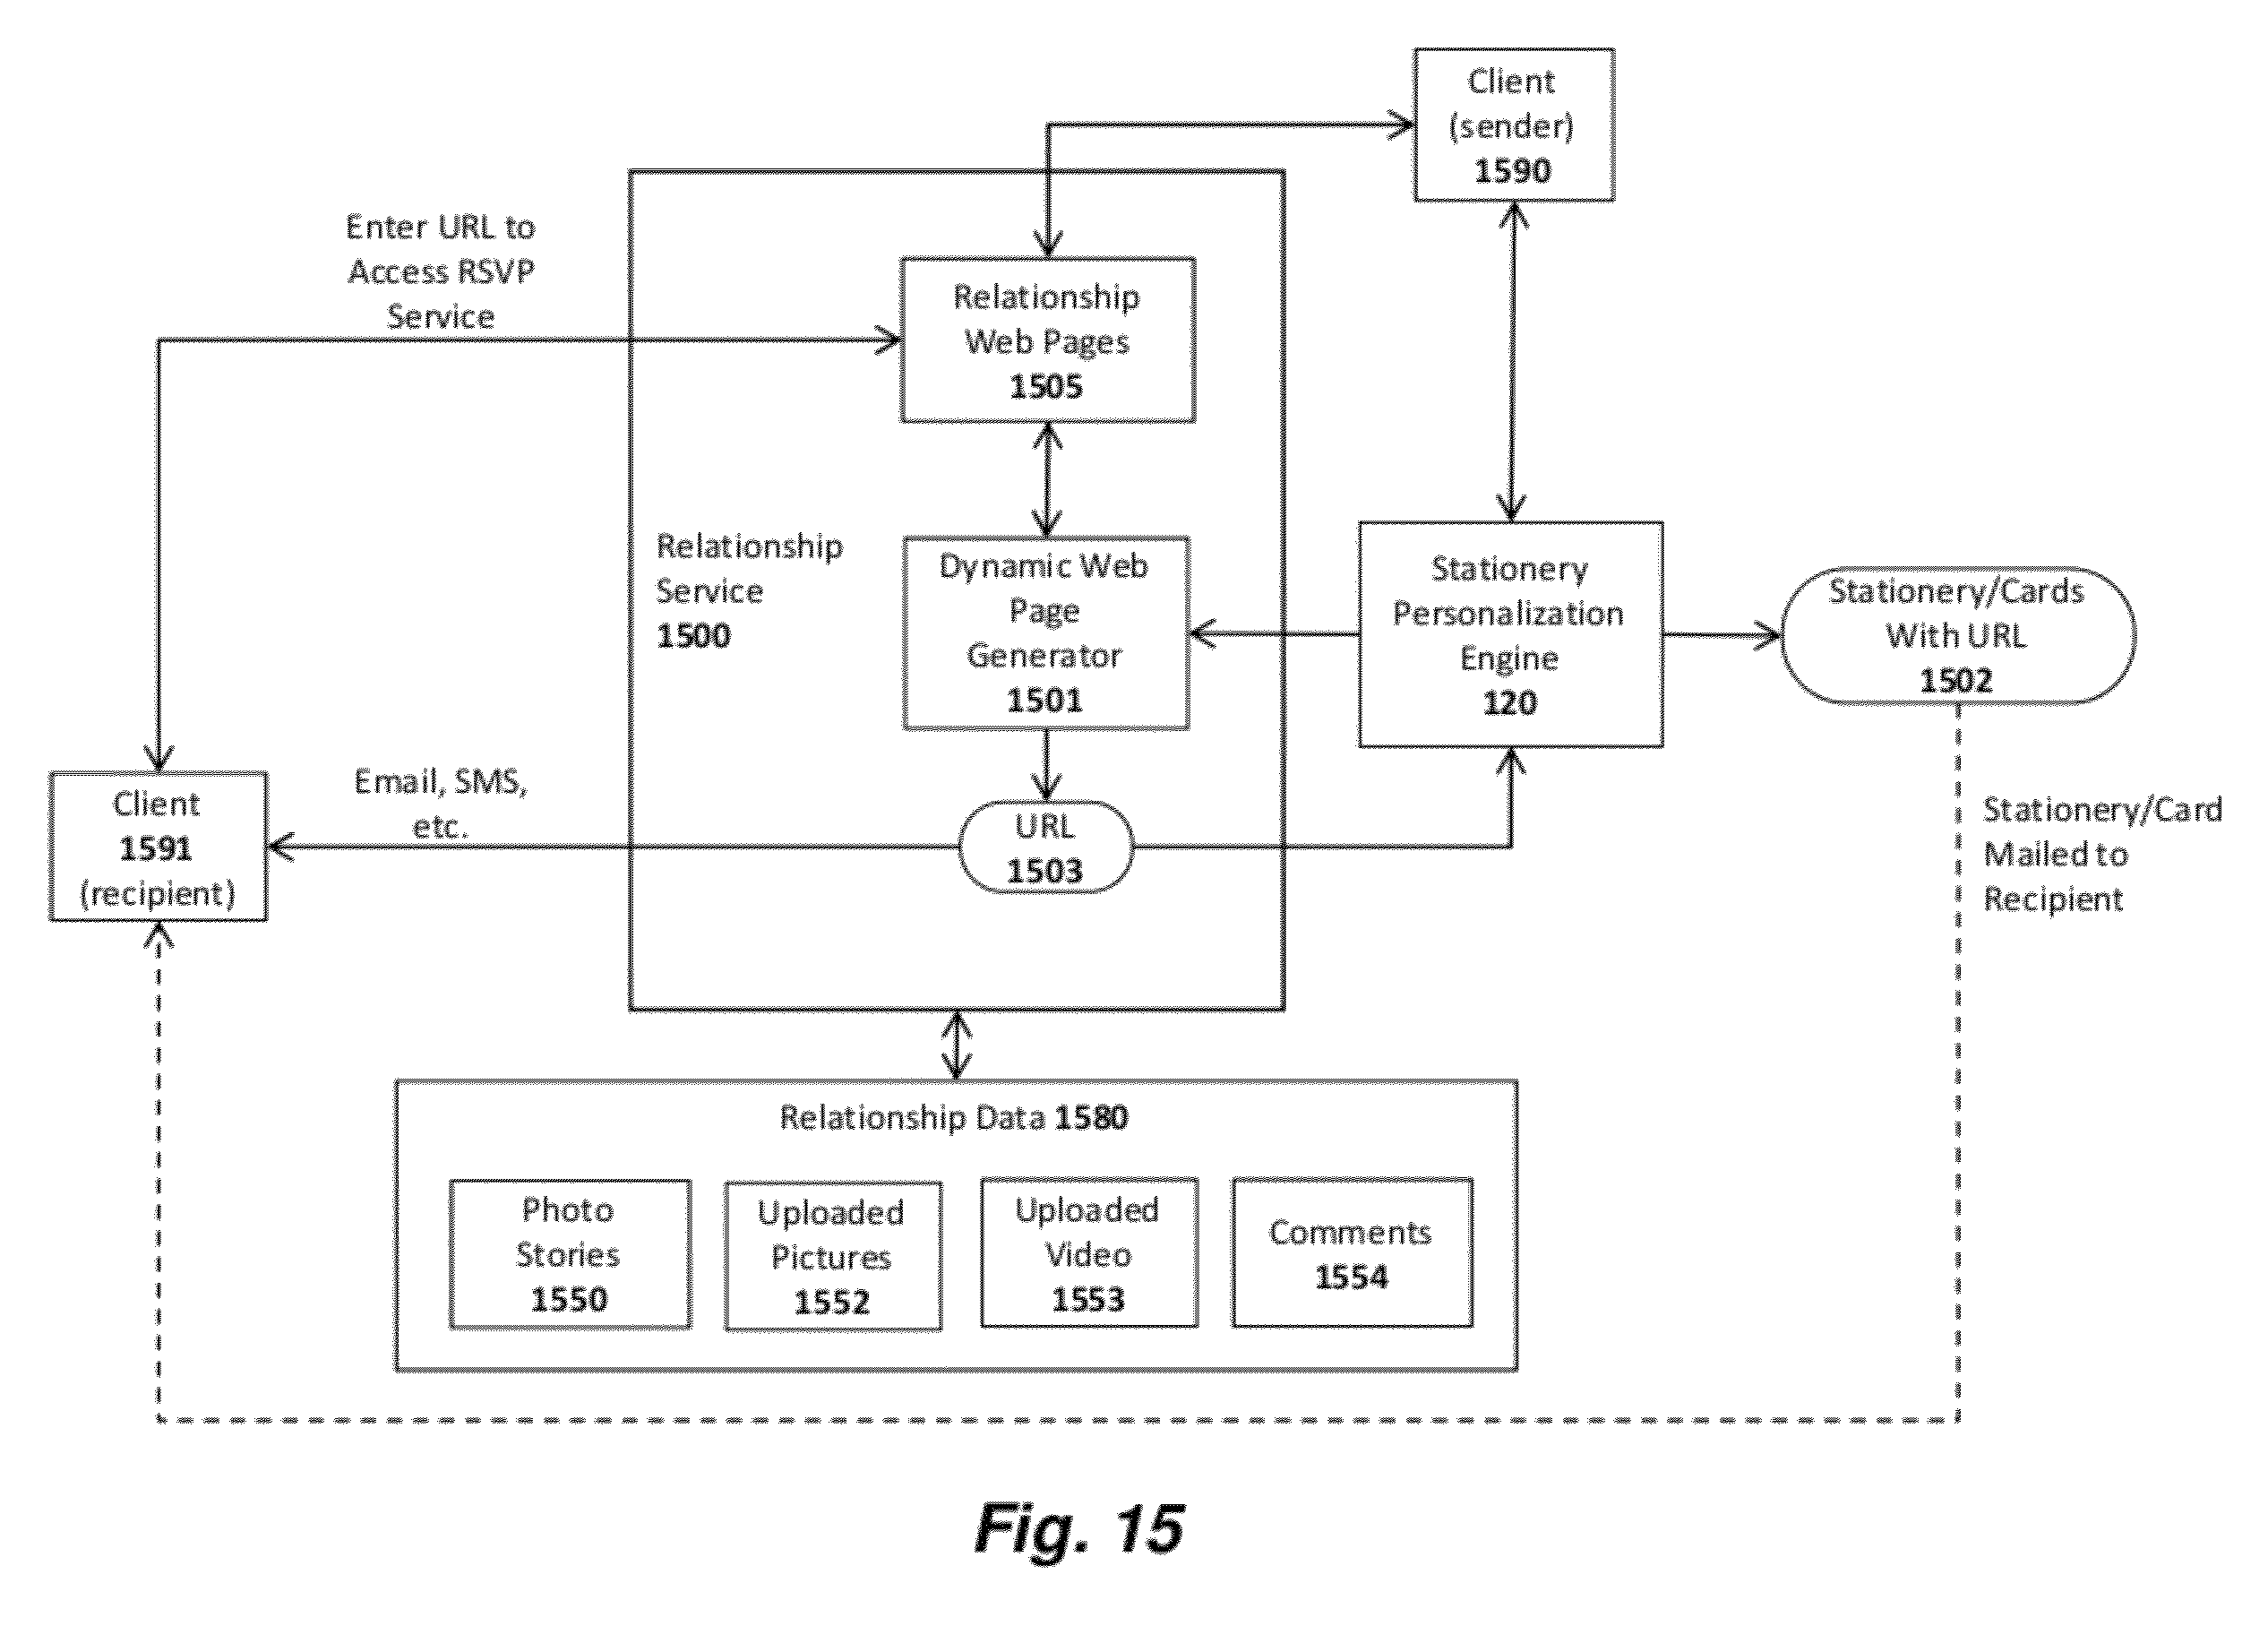 Client
(sender)
1590
Enter URL to
Access RSVP
Service
Relationship
Web Pages
1505
Relationship
Service
1500
Dynamic Web
Page
Generator
1501
Stationery
Personalization
Engine
120
Stationery/Cards
With URL
1502
Client
1591
(recipient)
Email, SMS,
etc.
URL
1503
Stationery/Card
Mailed to
Recipient
Relationship Data 1580
Photo
Stories
1550
Uploaded
Pictures
1552
Uploaded
Video
1553
Comments
1554
Fig. 15